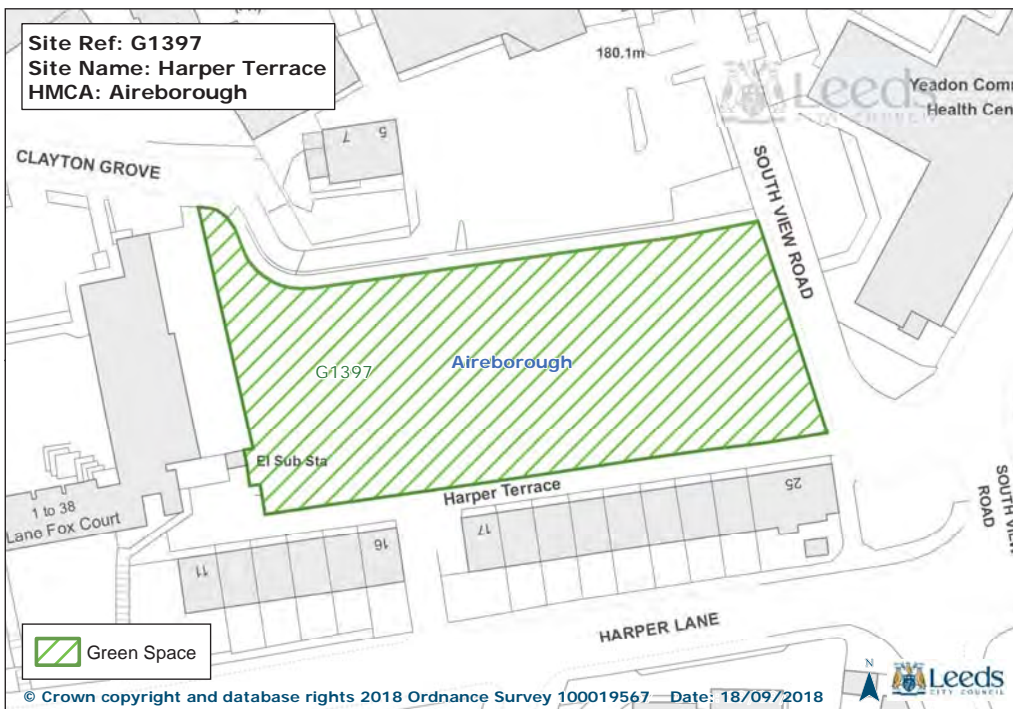 Site Ref: G1397
Site Name: Harper Terrace
HMCA: Aireborough
180.1m
Leeds
CITY COUNCIL
Yeadon Comm
Health Cen
CLAYTON GROVE
7
5
SOUTH VIEW ROAD
G1397
Aireborough
El Sub Sta
Harper Terrace
1 to 38
Lane Fox Court
11
16
17
25
SOUTH VIEW
ROAD
HARPER LANE
Green Space
N
Leeds
CITY COUNCIL
© Crown copyright and database rights 2018 Ordnance Survey 100019567 Date: 18/09/2018